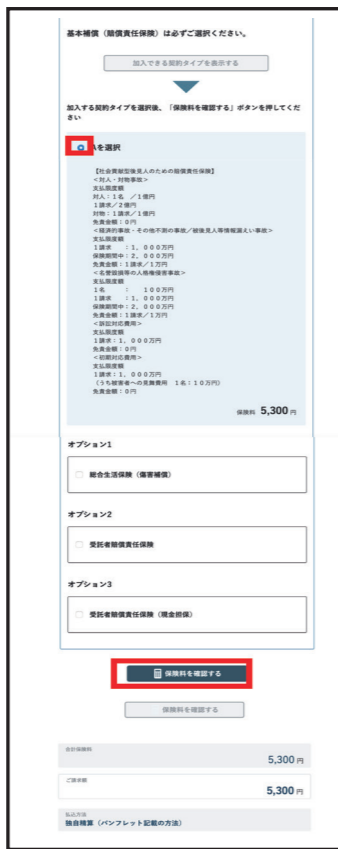 基本補償（賠償責任保険）は必ずご選択ください。
加入できる契約タイプを表示する
加入する契約タイプを選択後、「保険料を確認する」ボタンを押してくだ
さい
Aを選択
【社会貢献型後見人のための賠償責任保険】
＜対人・対物事故＞
支払限度額
対人：1名　／1億円
1請求／2億円
対物：1請求／1億円
免責金額：0円
＜経済的事故・その他不測の事故／被後見人等情報漏えい事故＞
支払限度額
1請求　：1，000万円
保険期間中：2，000万円
免責金額：1請求／1万円
＜名誉毀損等の人格権侵害事故＞
支払限度額
1名　　：　100万円
1請求　：1，000万円
保険期間中：2，000万円
免責金額：1請求／1万円
＜訴訟対応費用＞
支払限度額
1請求：1，000万円
免責金額：0円
＜初期対応費用＞
支払限度額
1請求：1，000万円
（うち被害者への見舞費用　1名：10万円）
免責金額：0円
保険料 5,300 円
オプション1
総合生活保険（傷害補償）
オプション2
受託者賠償責任保険
オプション3
受託者賠償責任保険（現金担保）
保険料を確認する
保険料を確認する
合計保険料
5,300 円
ご請求額
5,300 円
払込方法
独自精算（パンフレット記載の方法）